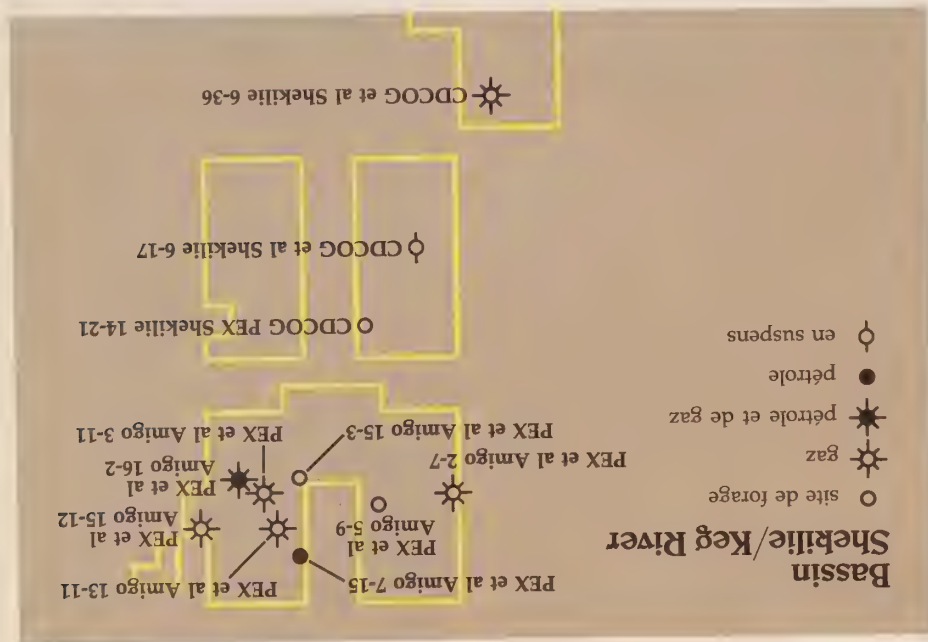 Bassin
Shekilie/Keg River
site de forage
gaz
pétrole et de gaz
pétrole
en suspens
PEX et al Amigo 7-15
PEX et al Amigo 13-11
PEX et al
Amigo 5-9
PEX et al
Amigo 15-12
PEX et al Amigo 2-7
PEX et al
Amigo 16-2
PEX et al Amigo 15-3
PEX et al Amigo 3-11
CDCOG PEX Shekilie 14-21
CDCOG et al Shekilie 6-17
CDCOG et al Shekilie 6-36